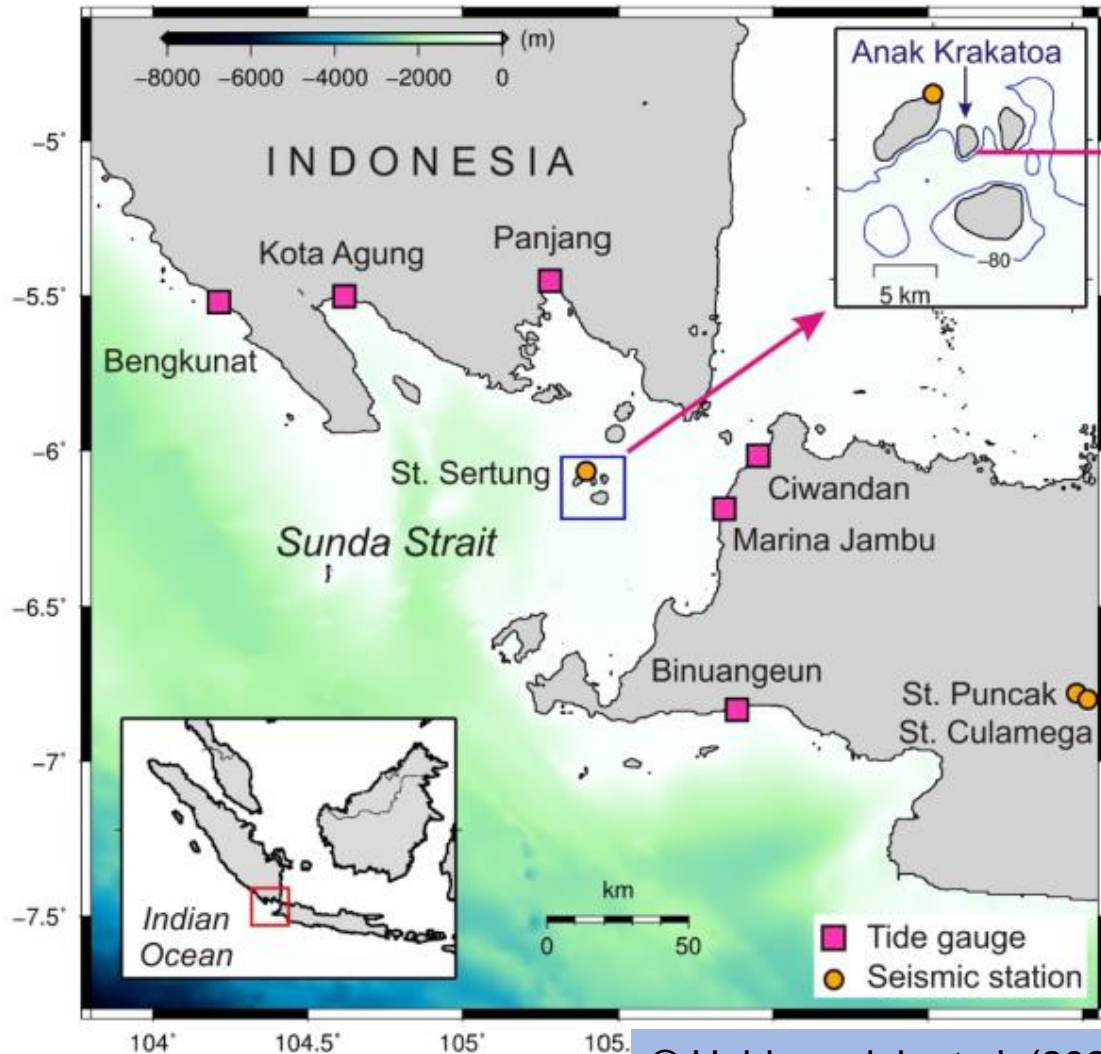 (m)
−8000 −6000 −4000 −2000 0
Anak Krakatoa
−80
5 km
INDONESIA
Kota Agung
Panjang
Bengkunat
St. Sertung
Ciwandan
Marina Jambu
Sunda Strait
Binuangeun
St. Puncak
St. Culamega
Indian
Ocean
km
0 50
Tide gauge
Seismic station
−5°
−5.5°
−6°
−6.5°
−7°
−7.5°
104° 104.5° 105° 105.